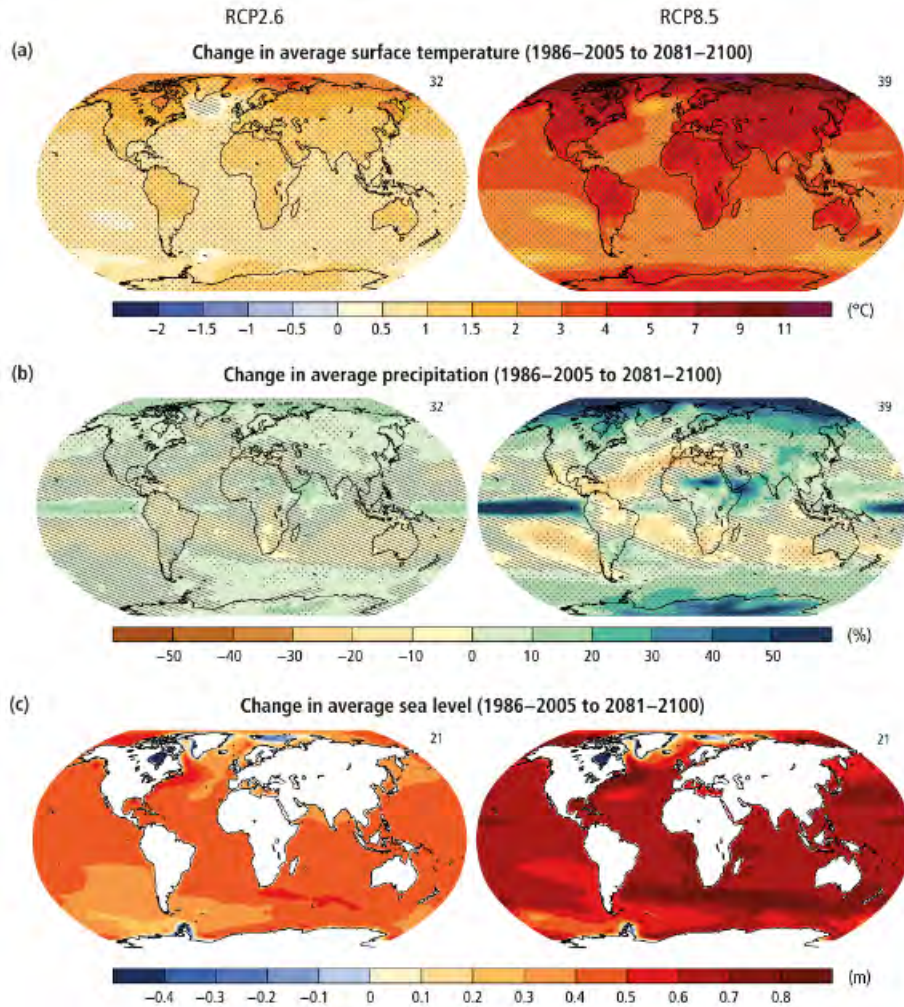 RCP2.6 RCP8.5
(a) Change in average surface temperature (1986–2005 to 2081–2100)
32 39
−2 −1.5 −1 −0.5 0 0.5 1 1.5 2 3 4 5 7 9 11 (°C)
(b) Change in average precipitation (1986–2005 to 2081–2100)
32 39
−50 −40 −30 −20 −10 0 10 20 30 40 50 (%)
(c) Change in average sea level (1986–2005 to 2081–2100)
21 21
−0.4 −0.3 −0.2 −0.1 0 0.1 0.2 0.3 0.4 0.5 0.6 0.7 0.8 (m)